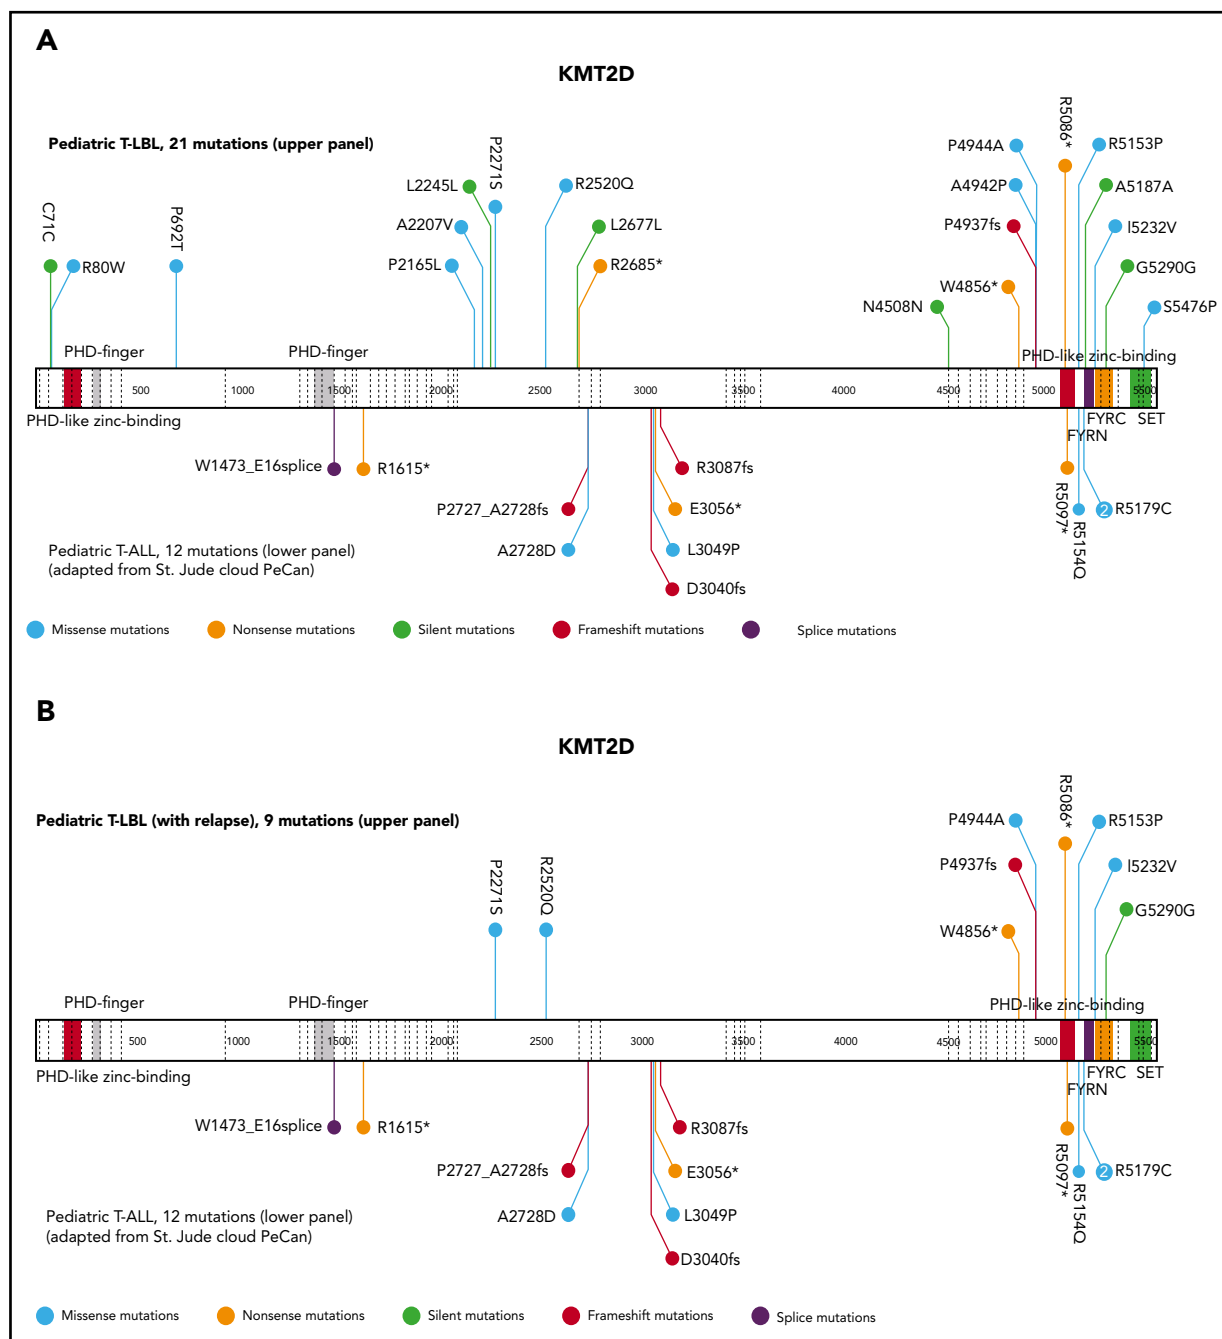 A
KMT2D
Pediatric T-LBL, 21 mutations (upper panel)
C71C
R80W
P692T
L2245L
A2207V
P2165L
P2271S
R2520Q
L2677L
R2685*
N4508N
P4944A
A4942P
P4937fs
W4856*
R5086*
R5153P
A5187A
I5232V
G5290G
S5476P
PHD-finger
PHD-finger
PHD-like zinc-binding
500 1000 1500 2000 2500 3000 3500 4000 4500 5000 5500
PHD-like zinc-binding
FYRC SET
FYRN
W1473_E16splice
R1615*
P2727_A2728fs
A2728D
R3087fs
E3056*
L3049P
D3040fs
R5097*
R5154Q
2 R5179C
Pediatric T-ALL, 12 mutations (lower panel)
(adapted from St. Jude cloud PeCan)
Missense mutations Nonsense mutations Silent mutations Frameshift mutations Splice mutations
B
KMT2D
Pediatric T-LBL (with relapse), 9 mutations (upper panel)
P2271S
R2520Q
P4944A
P4937fs
W4856*
R5086*
R5153P
I5232V
G5290G
PHD-finger
PHD-finger
PHD-like zinc-binding
500 1000 1500 2000 2500 3000 3500 4000 4500 5000 5500
PHD-like zinc-binding
FYRC SET
FYRN
W1473_E16splice
R1615*
P2727_A2728fs
A2728D
R3087fs
E3056*
L3049P
D3040fs
R5097*
R5154Q
2 R5179C
Pediatric T-ALL, 12 mutations (lower panel)
(adapted from St. Jude cloud PeCan)
Missense mutations Nonsense mutations Silent mutations Frameshift mutations Splice mutations